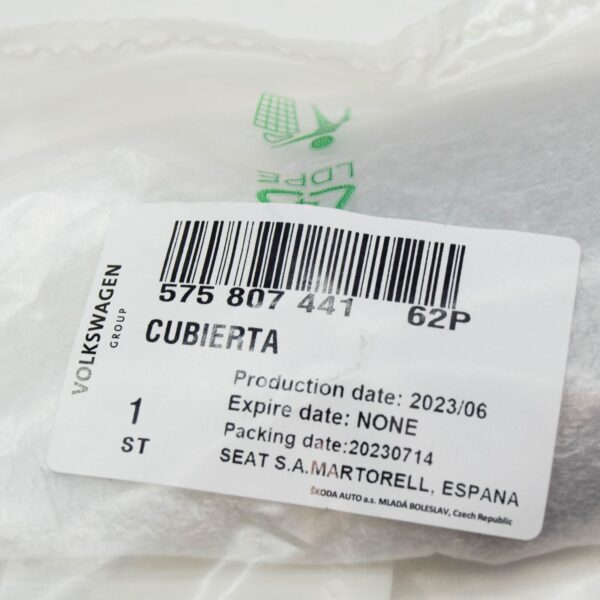 LDPE
575 807 441 62P
CUBIERTA
VOLKSWAGEN
GROUP
Production date: 2023/06
Expire date: NONE
Packing date:20230714
1
ST
SEAT S.A.MARTORELL, ESPANA
ŠKODA AUTO a.s. MLADÁ BOLESLAV, Czech Republic